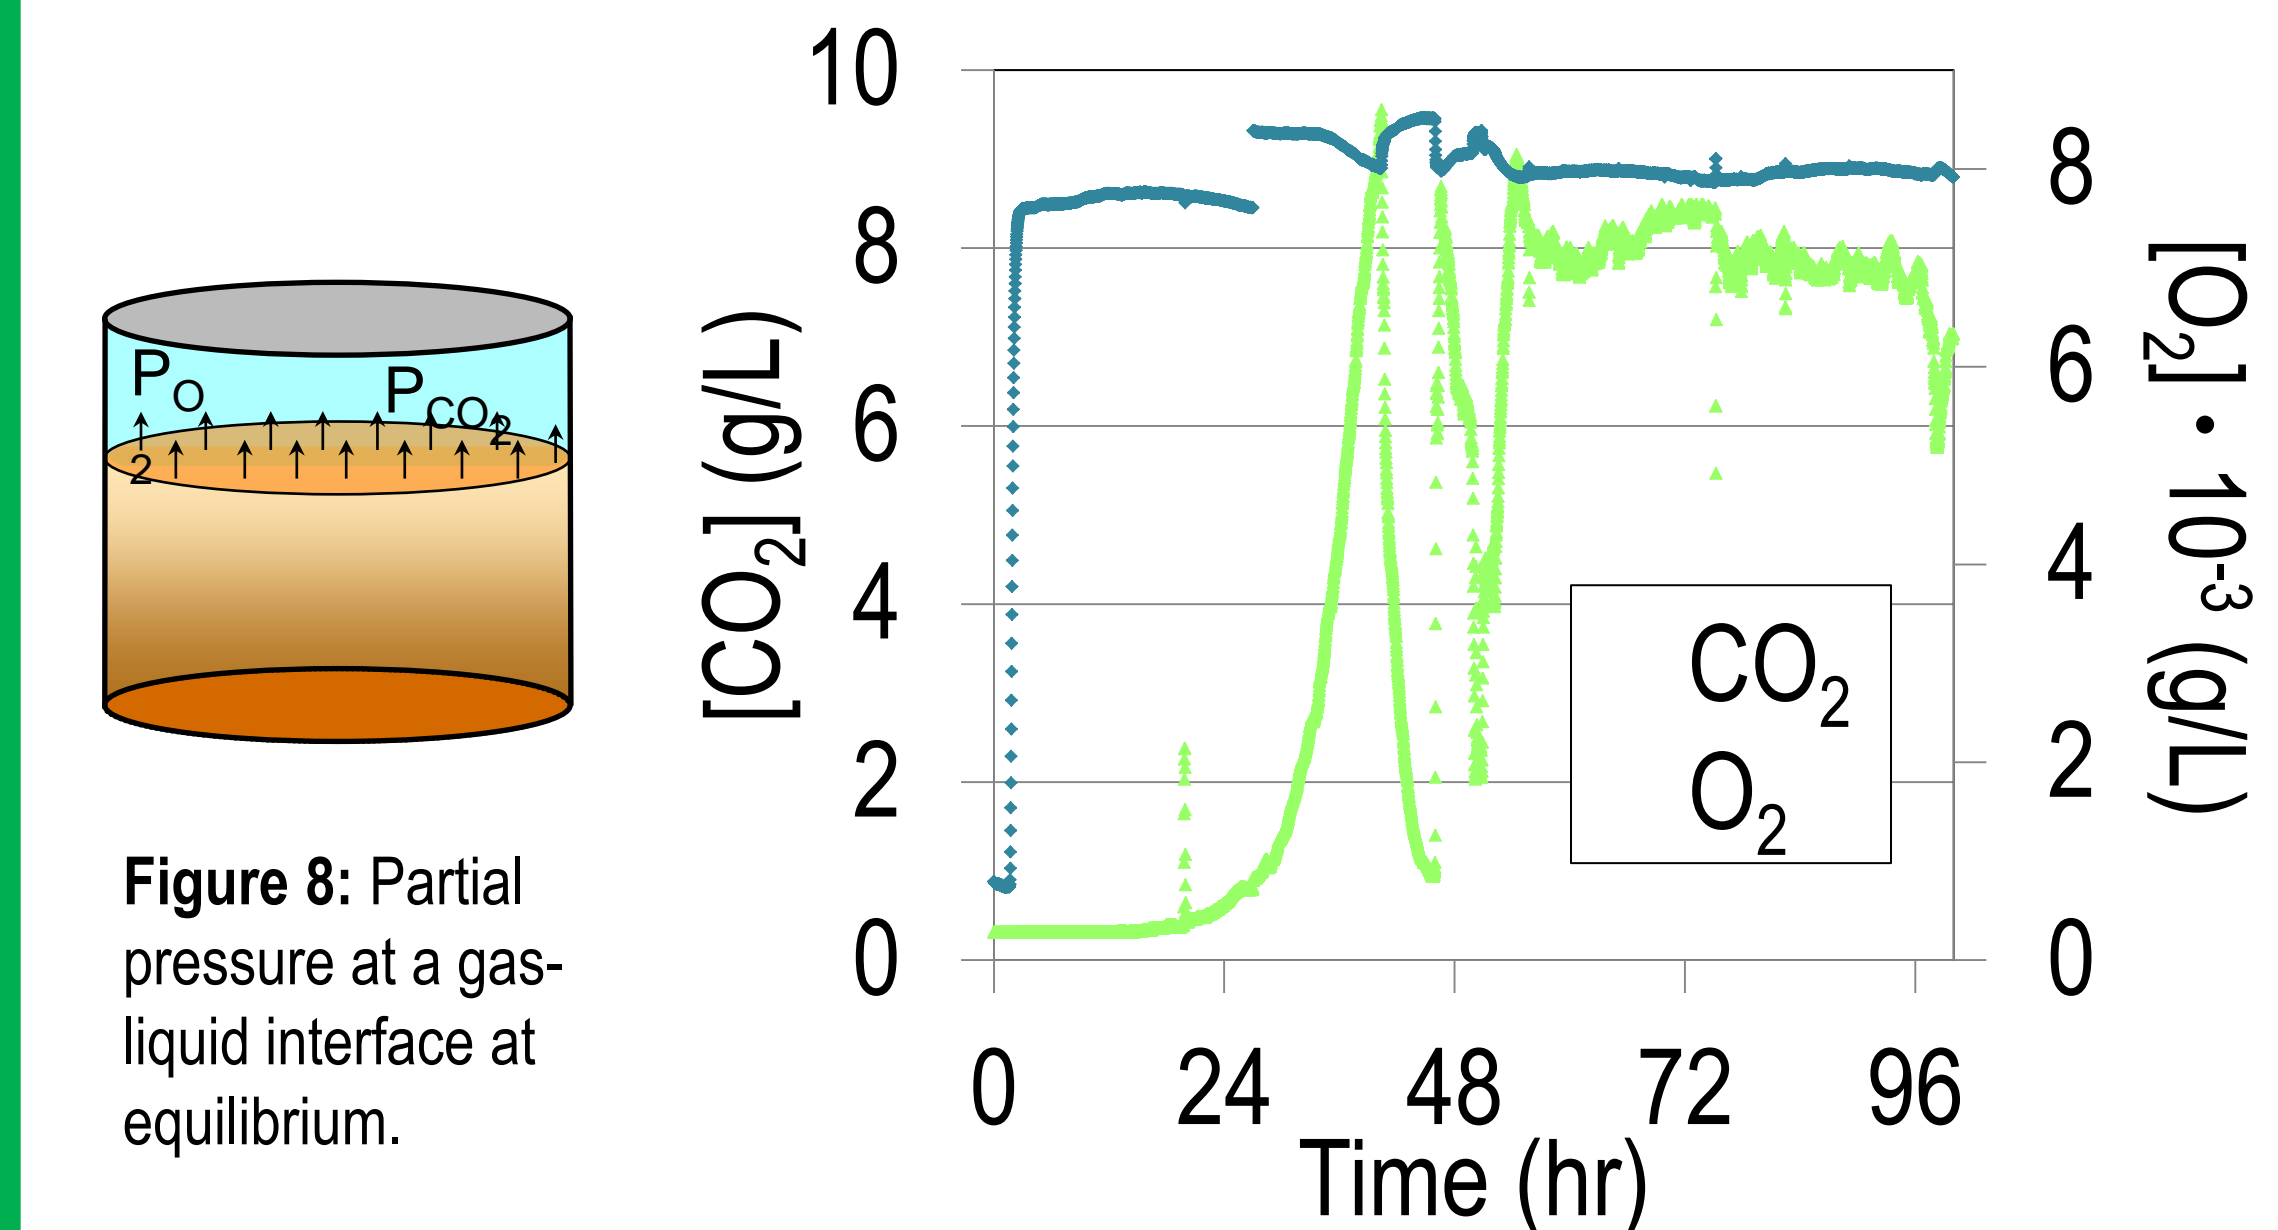 P
O
2
P
CO
2
Figure 8: Partial
pressure at a gas-
liquid interface at
equilibrium.
[CO2] (g/L)
10
8
6
4
2
0
CO2
O2
8
6
4
2
0
[O2] • 10-3 (g/L)
0 24 48 72 96
Time (hr)